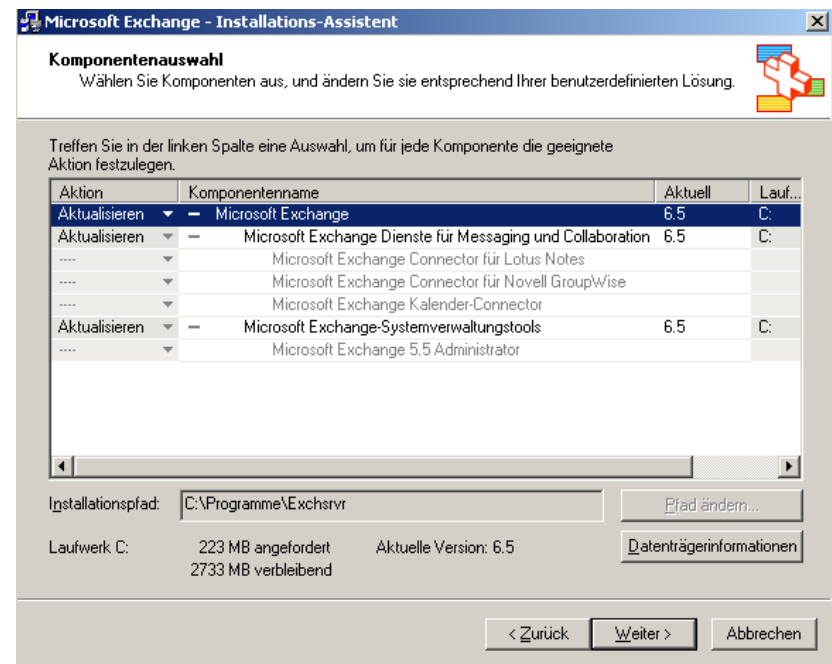 Microsoft Exchange - Installations-Assistent
Komponentenauswahl
Wählen Sie Komponenten aus, und ändern Sie sie entsprechend Ihrer benutzerdefinierten Lösung.
Treffen Sie in der linken Spalte eine Auswahl, um für jede Komponente die geeignete
Aktion festzulegen.
Aktion Komponentenname Aktuell Lauf...
Aktualisieren Microsoft Exchange 6.5 C:
Aktualisieren Microsoft Exchange Dienste für Messaging und Collaboration 6.5 C:
---- Microsoft Exchange Connector für Lotus Notes
---- Microsoft Exchange Connector für Novell GroupWise
---- Microsoft Exchange Kalender-Connector
Aktualisieren Microsoft Exchange-Systemverwaltungstools 6.5 C:
---- Microsoft Exchange 5.5 Administrator
Installationspfad: C:\Programme\Exchsrvr Pfad ändern...
Laufwerk C: 223 MB angefordert Aktuelle Version: 6.5 Datenträgerinformationen
2733 MB verbleibend
< Zurück Weiter > Abbrechen